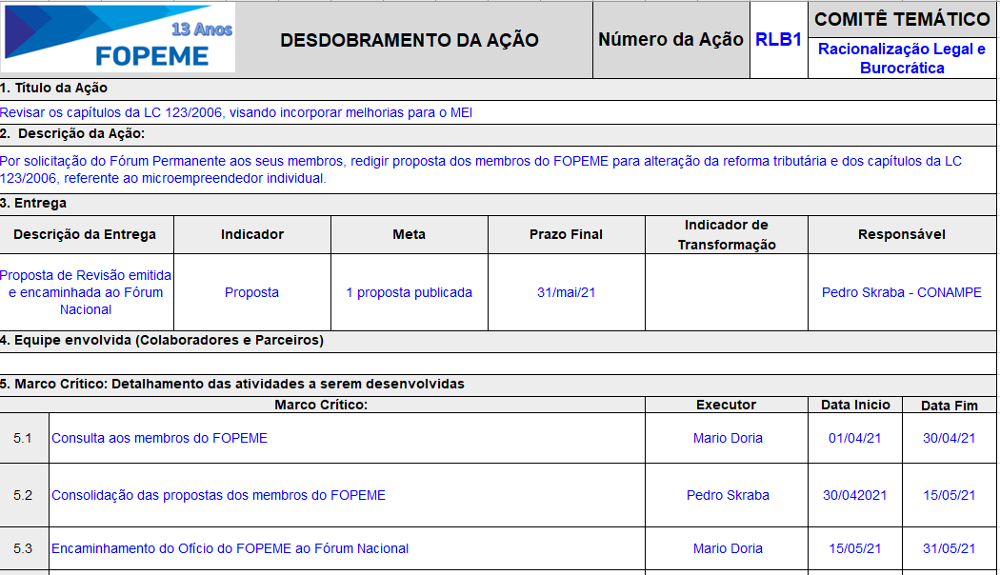 13 Anos
FOPEME
DESDOBRAMENTO DA AÇÃO
Número da Ação
RLB1
COMITÊ TEMÁTICO
Racionalização Legal e
Burocrática
1. Título da Ação
Revisar os capítulos da LC 123/2006, visando incorporar melhorias para o MEI
2. Descrição da Ação:
Por solicitação do Fórum Permanente aos seus membros, redigir proposta dos membros do FOPEME para alteração da reforma tributária e dos capítulos da LC
123/2006, referente ao microempreendedor individual.
3. Entrega
Descrição da Entrega
Indicador
Meta
Prazo Final
Indicador de
Transformação
Responsável
Proposta de Revisão emitida
e encaminhada ao Fórum
Nacional
Proposta
1 proposta publicada
31/mai/21
Pedro Skraba - CONAMPE
4. Equipe envolvida (Colaboradores e Parceiros)
5. Marco Crítico: Detalhamento das atividades a serem desenvolvidas
Marco Crítico:
Executor
Data Inicio
Data Fim
5.1
Consulta aos membros do FOPEME
Mario Doria
01/04/21
30/04/21
5.2
Consolidação das propostas dos membros do FOPEME
Pedro Skraba
30/042021
15/05/21
5.3
Encaminhamento do Ofício do FOPEME ao Fórum Nacional
Mario Doria
15/05/21
31/05/21